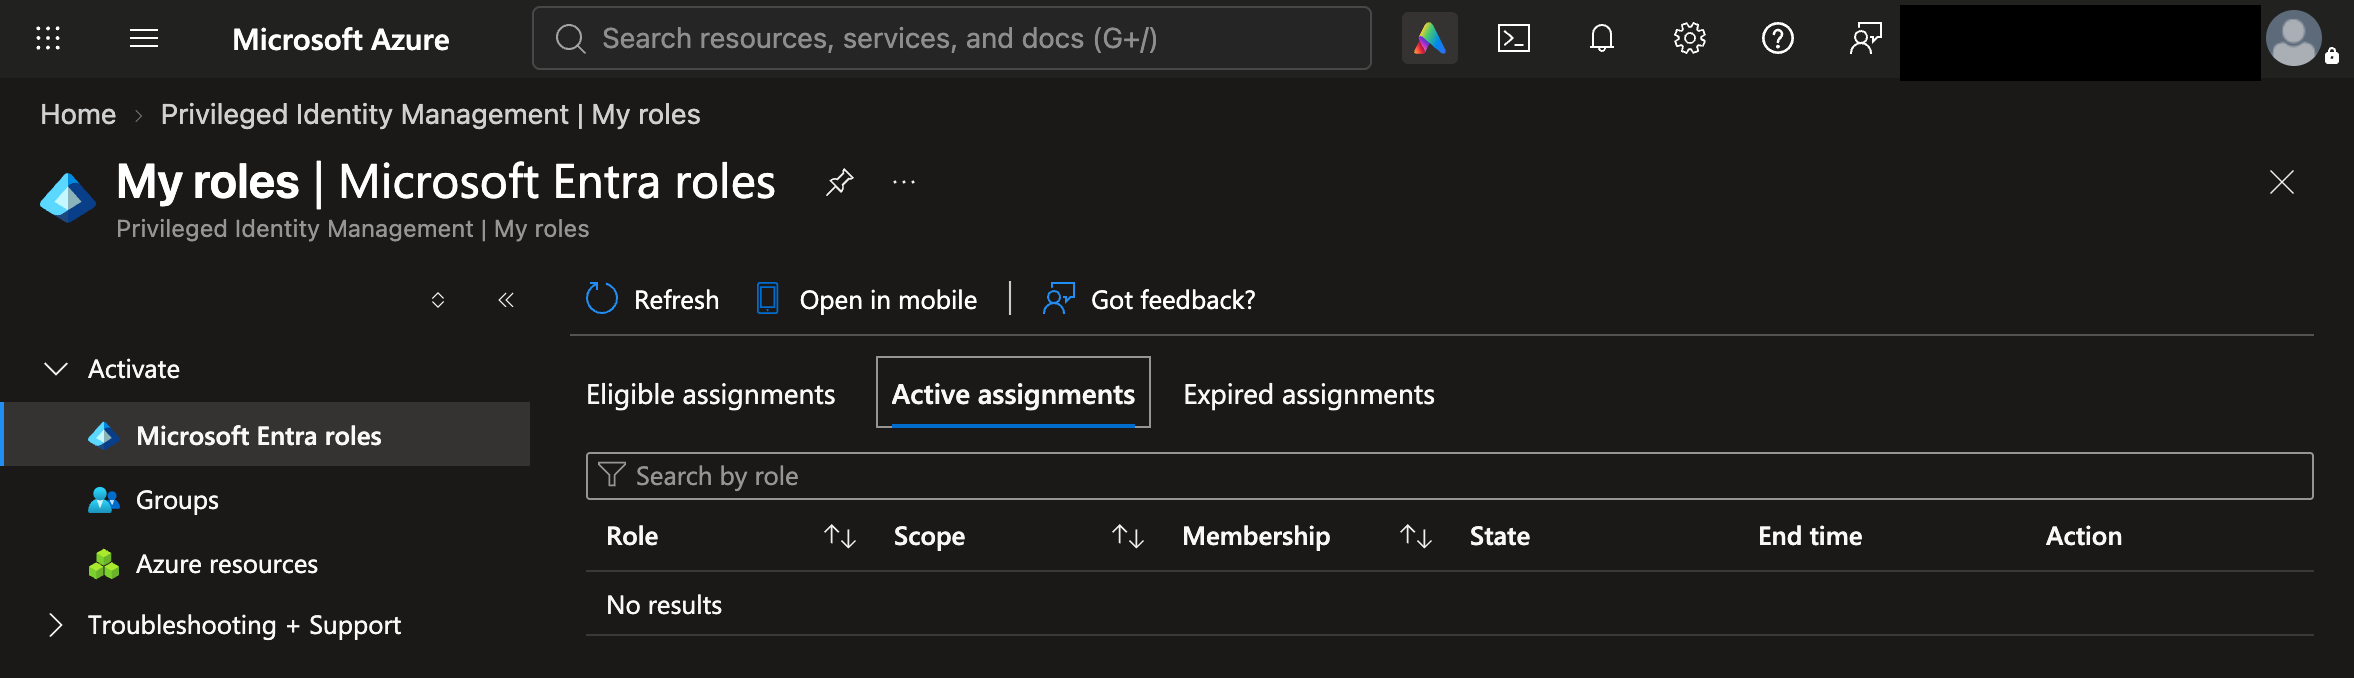 Microsoft Azure
Search resources, services, and docs (G+/)
Home > Privileged Identity Management | My roles
My roles | Microsoft Entra roles
Privileged Identity Management | My roles
Refresh Open in mobile | Got feedback?
Activate
Microsoft Entra roles
Groups
Azure resources
Troubleshooting + Support
Eligible assignments Active assignments Expired assignments
Search by role
Role Scope Membership State End time Action
No results